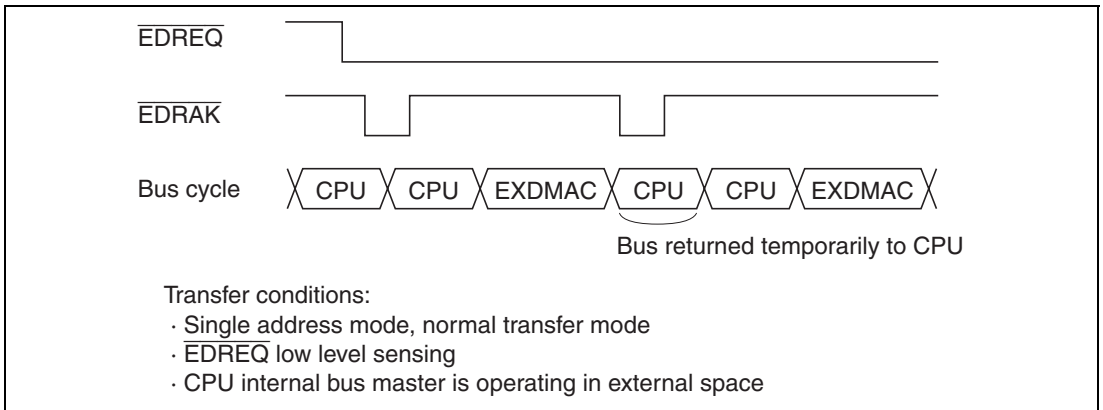 EDREQ
EDRAK
Bus cycle CPU CPU EXDMAC CPU CPU EXDMAC
Bus returned temporarily to CPU
Transfer conditions:
· Single address mode, normal transfer mode
· EDREQ low level sensing
· CPU internal bus master is operating in external space